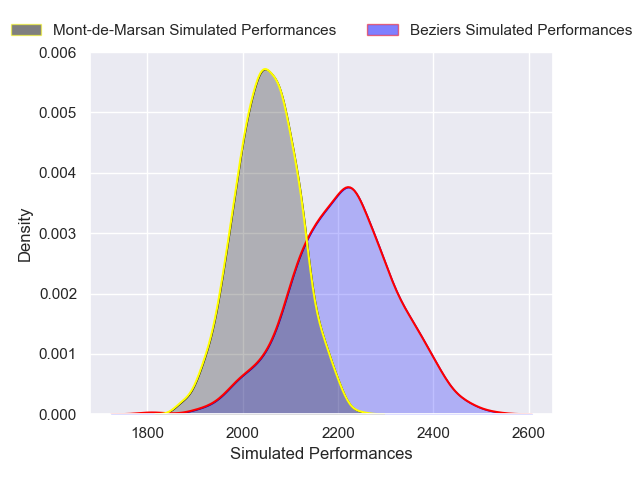 Mont-de-Marsan Simulated Performances Beziers Simulated Performances
0.006
0.005
0.004
0.003
0.002
0.001
0.000
Density
1800 2000 2200 2400 2600
Simulated Performances